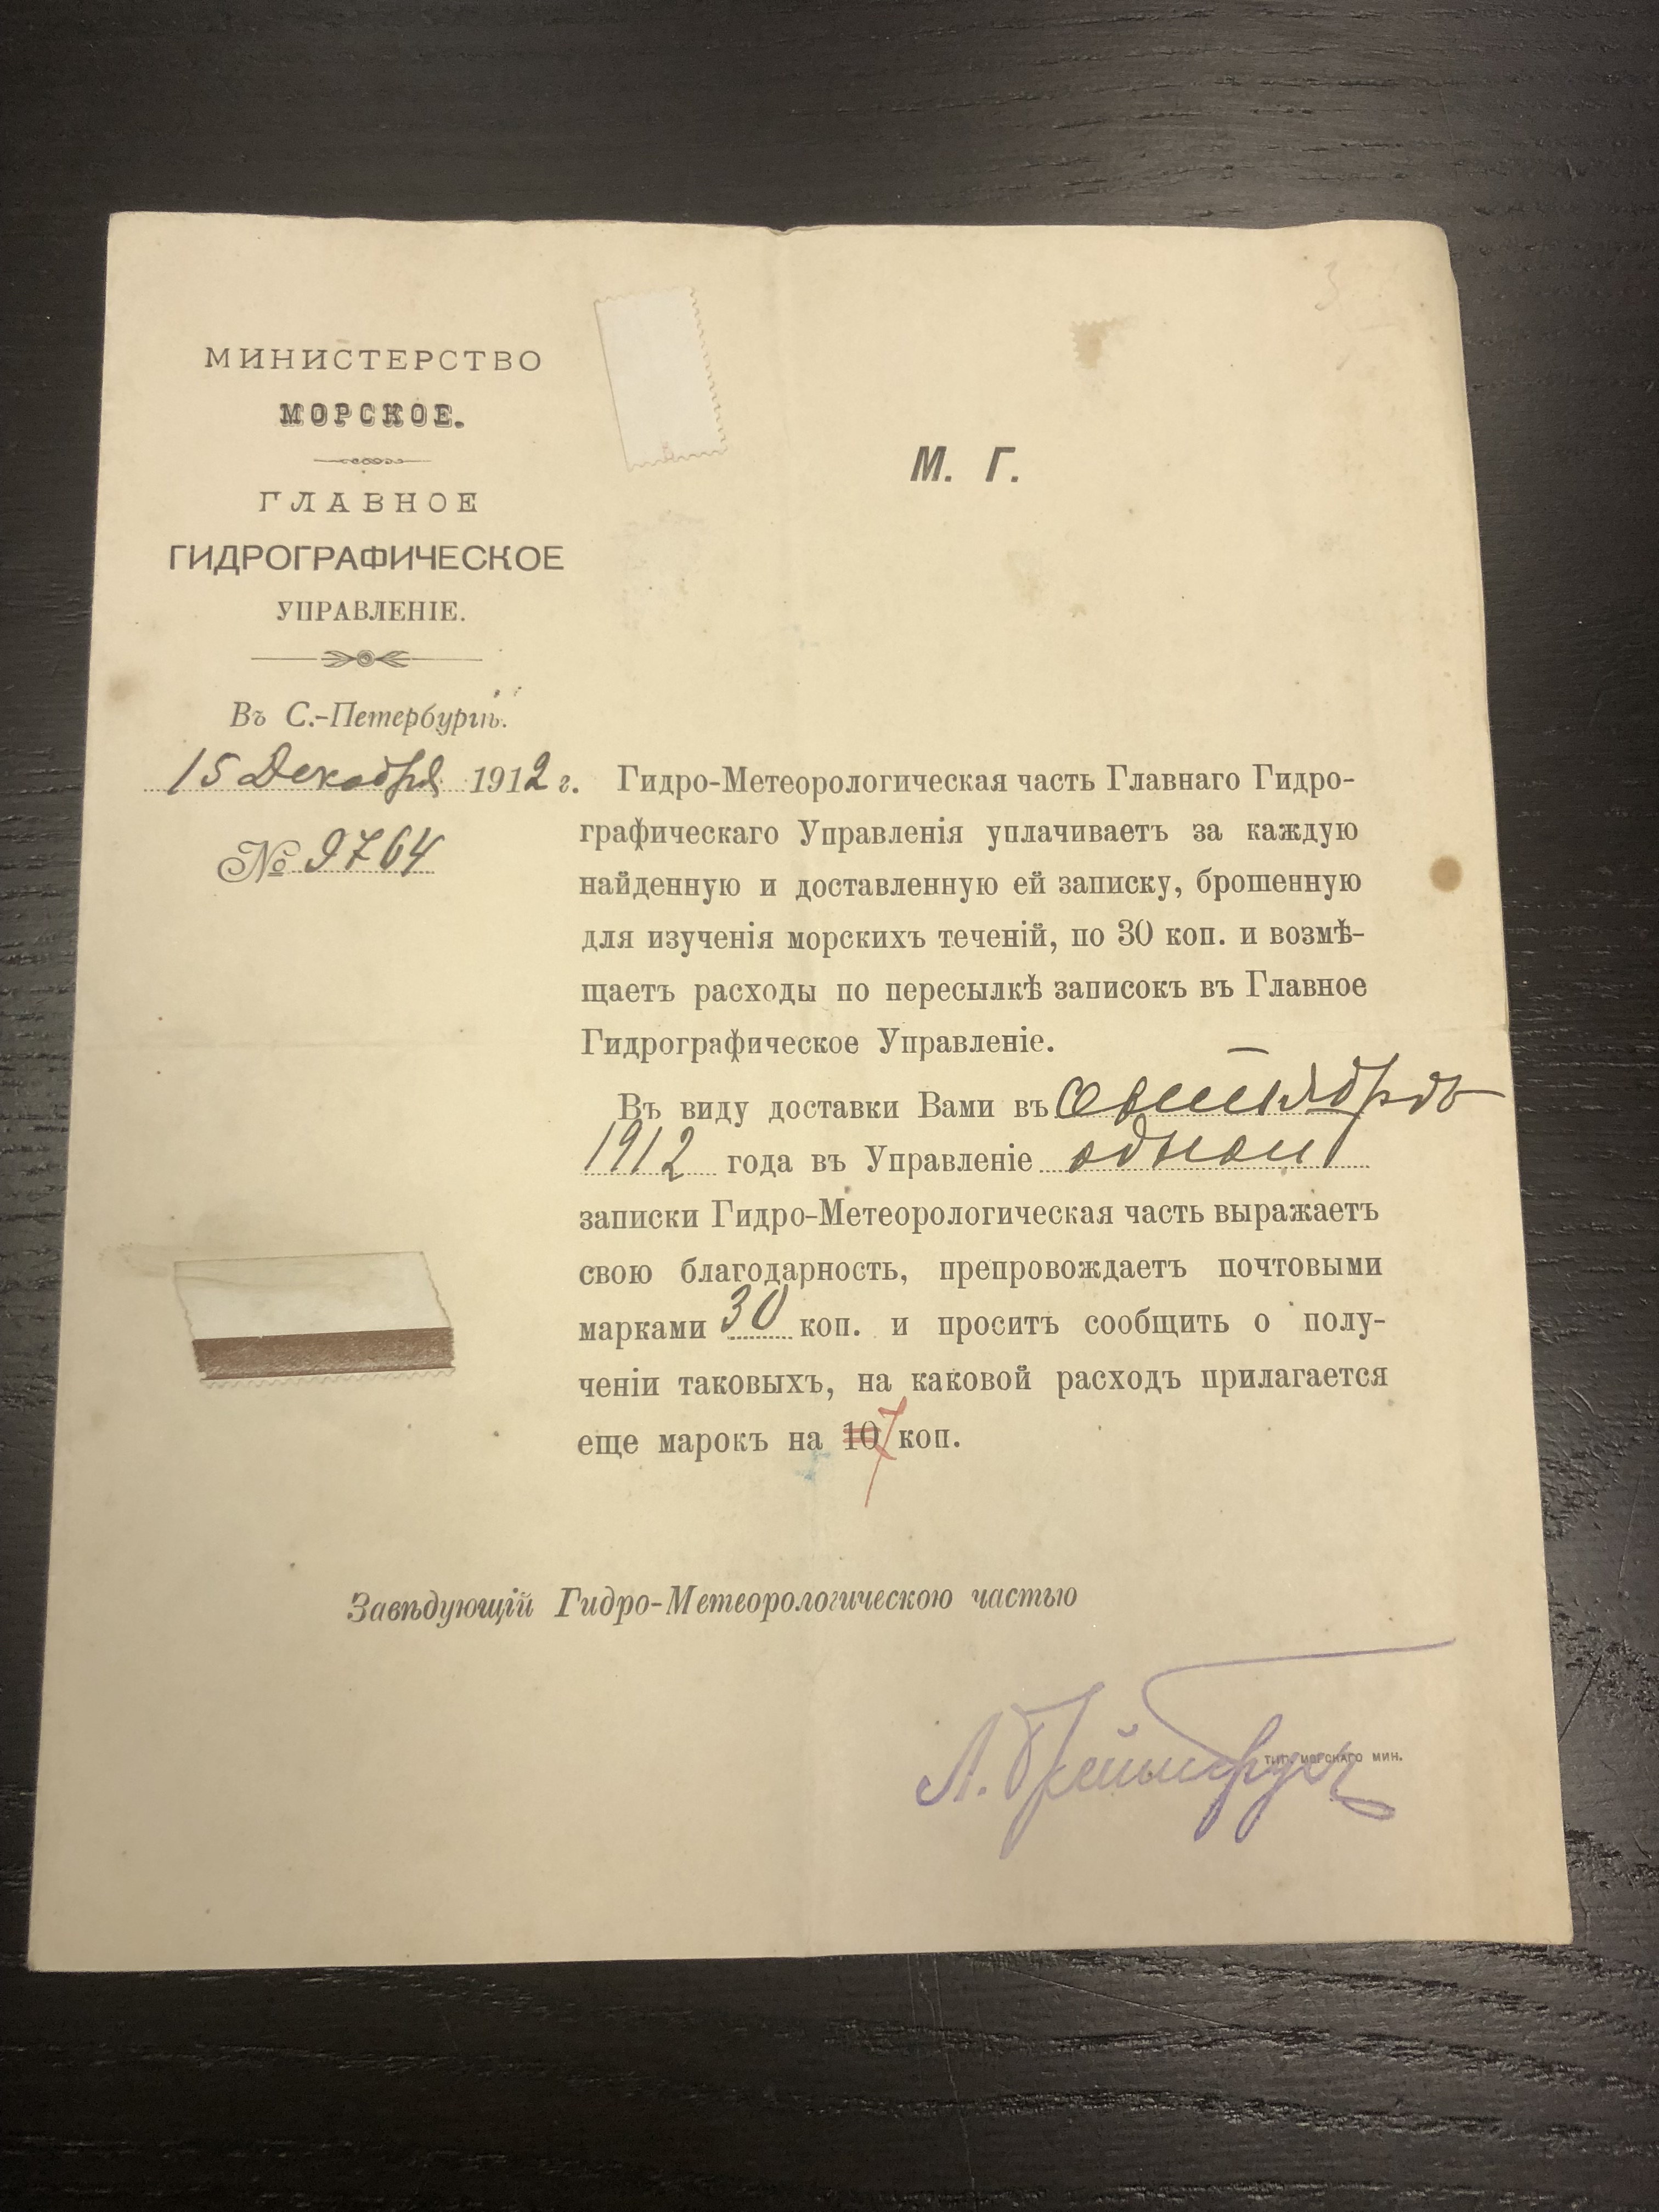 МИНИСТЕРСТВО
МОРСКОЕ.
ГЛАВНОЕ
ГИДРОГРАФИЧЕСКОЕ
УПРАВЛЕНІЕ.
Въ С.-Петербургѣ.
15 Декабря 1912 г.
№ 9764
М. Г.
Гидро-Метеорологическая часть Главнаго Гидро-
графическаго Управленія уплачиваетъ за каждую
найденную и доставленную ей записку, брошенную
для изученія морскихъ теченій, по 30 коп. и возмѣ-
щаетъ расходы по пересылкѣ записокъ въ Главное
Гидрографическое Управленіе.
Въ виду доставки Вами въ Сентябрѣ
1912 года въ Управленіе одной
записки Гидро-Метеорологическая часть выражаетъ
свою благодарность, препровождаетъ почтовыми
марками 30 коп. и проситъ сообщить о полу-
ченіи таковыхъ, на каковой расходъ прилагается
еще марокъ на 10 7 коп.
Завѣдующій Гидро-Метеорологическою частью
Л.
ТИП. МОРСКАГО МИН.